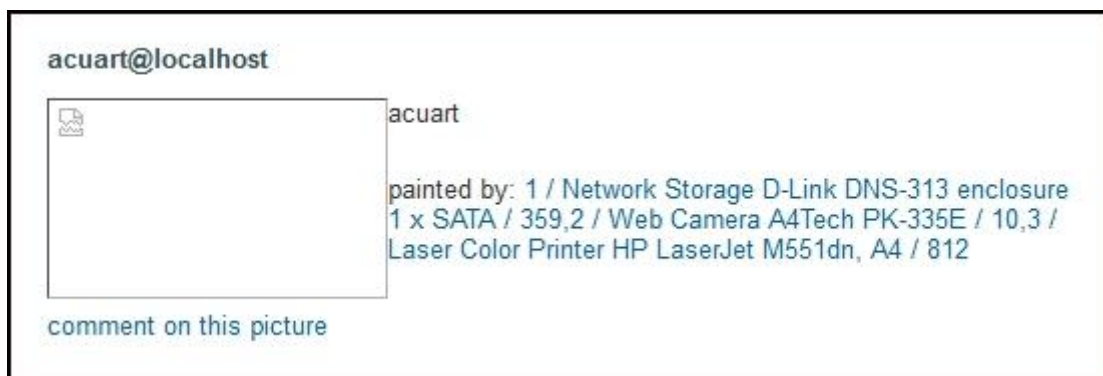 acuart@localhost
acuart
painted by: 1 / Network Storage D-Link DNS-313 enclosure
1 x SATA / 359,2 / Web Camera A4Tech PK-335E / 10,3 /
Laser Color Printer HP LaserJet M551dn, A4 / 812
comment on this picture